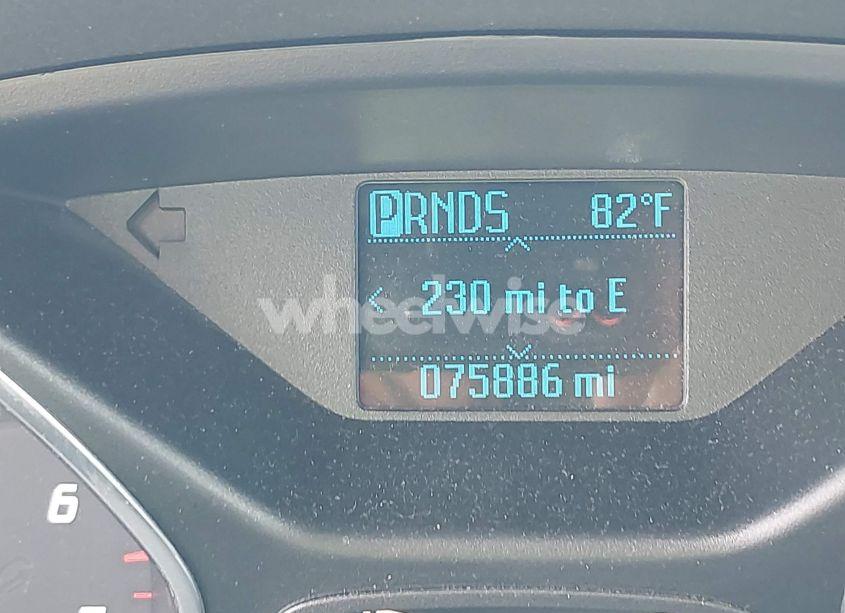 PRNDS 82°F
< 230 mi to E
075886 mi
wheelwise
6